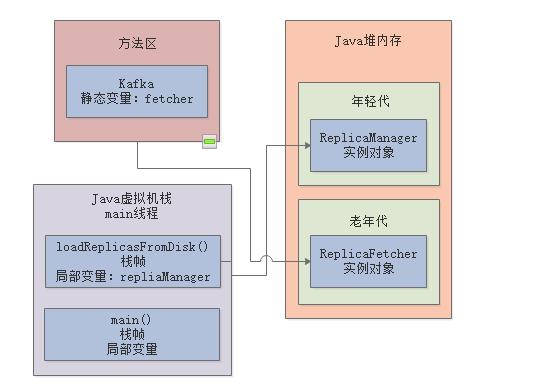 方法区
Kafka
静态变量：fetcher
Java堆内存
年轻代
ReplicaManager
实例对象
老年代
ReplicaFetcher
实例对象
Java虚拟机栈
main线程
loadReplicasFromDisk()
栈帧
局部变量：repliaManager
main()
栈帧
局部变量